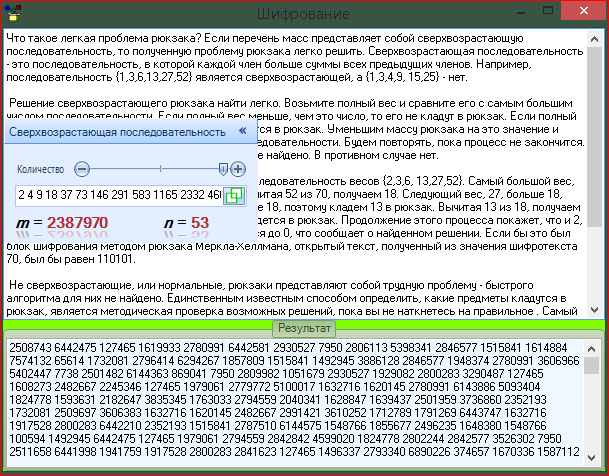 Шифрование
Что такое легкая проблема рюкзака? Если перечень масс представляет собой сверхвозрастающую
последовательность, то полученную проблему рюкзака легко решить. Сверхвозрастающая последовательность
- это последовательность, в которой каждой член больше суммы всех предыдущих членов. Например,
последовательность {1,3,6,13,27,52} является сверхвозрастающей, а {1,3,4,9, 15,25} - нет.
Решение сверхвозрастающего рюкзака найти легко. Возьмите полный вес и сравните его с самым большим
числом последовательности. Если полный вес меньше, чем это число, то его не кладут в рюкзак. Если полный
тся в рюкзак. Уменьшим массу рюкзака на это значение и
едовательности. Будем повторять, пока процесс не закончится.
е найдено. В противном случае нет.
Сверхвозрастающая последовательность «
Количество
2 4 9 18 37 73 146 291 583 1165 2332 466
m = 2387970 n = 53
ледовательность весов {2,3,6, 13,27,52}. Самый большой вес,
читая 52 из 70, получаем 18. Следующий вес, 27, больше 18,
е 18, поэтому кладем 13 в рюкзак. Вычитая 13 из 18, получаем
дется в рюкзак. Продолжение этого процесса покажет, что и 2,
ся до 0, что сообщает о найденном решении. Если бы это был
блок шифрования методом рюкзака Меркла-Хеллмана, открытый текст, полученный из значения шифротекста
70, был бы равен 110101.
Не сверхвозрастающие, или нормальные, рюкзаки представляют собой трудную проблему - быстрого
алгоритма для них не найдено. Единственным известным способом определить, какие предметы кладутся в
рюкзак, является методическая проверка возможных решений, пока вы не наткнетесь на правильное . Самый
Результат
2508743 6442475 127465 1619933 2780991 6442581 2930527 7950 2806113 5398341 2846577 1515841 1614884
7574132 65614 1732081 2796414 6294267 1857809 1515841 1492945 3886128 2846577 1948374 2780991 3606966
5402447 7738 2501482 6144363 869041 7950 2809982 1051679 2930527 1929082 2800283 3290487 127465
1608273 2482667 2245346 127465 1979061 2779772 5100017 1632716 1620145 2780991 6143886 5093404
1824778 1593631 2182647 3835345 1763033 2794559 2040341 1628847 1639437 2501959 3736860 2352193
1732081 2509697 3606383 1632716 1620145 2482667 2991421 3610252 1712789 1791269 6443747 1632716
1917528 2800283 6442210 2352193 1515841 2787510 6144575 1548766 1855677 2496235 1648380 1548766
100594 1492945 6442475 127465 1979061 2794559 2842842 4599020 1824778 2802244 2842577 3526302 7950
2511658 6441998 1941759 1917528 2800283 2841623 127465 1496337 2793340 6890226 374657 1670336 1587112